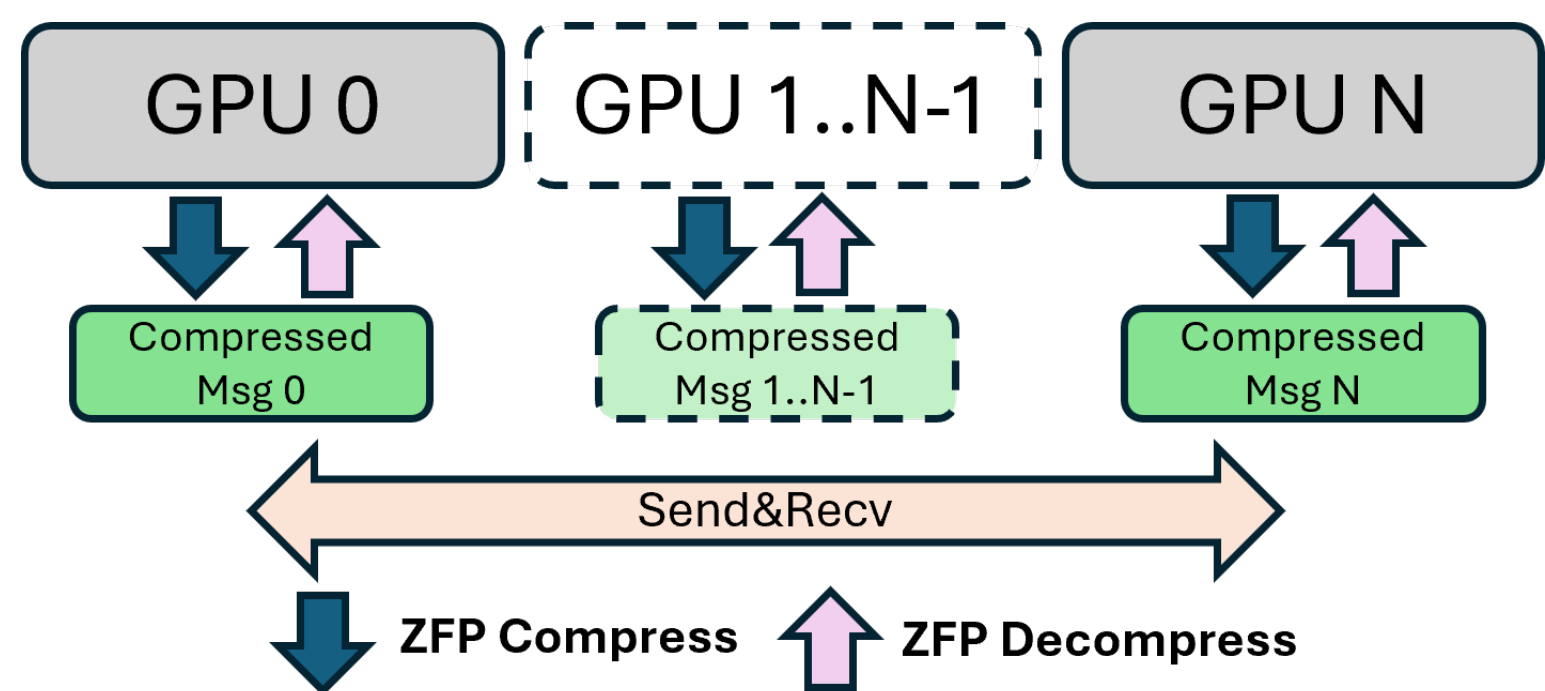 GPU 0
GPU 1..N-1
GPU N
Compressed
Msg 0
Compressed
Msg 1..N-1
Compressed
Msg N
Send&Recv
ZFP Compress
ZFP Decompress